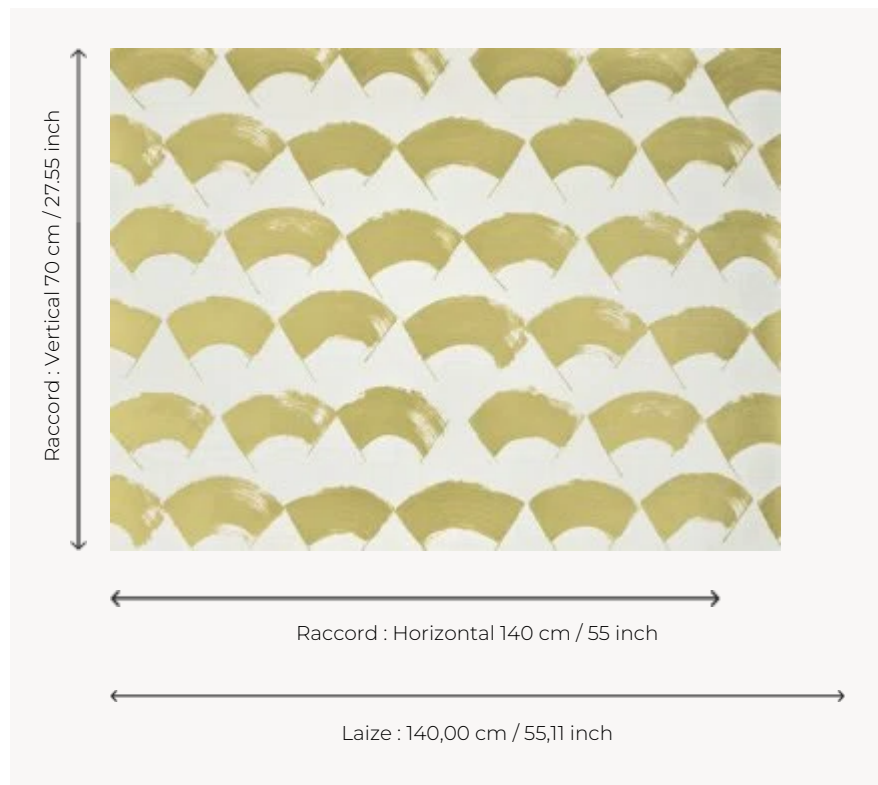 Raccord : Vertical 70 cm / 27.55 inch
Raccord : Horizontal 140 cm / 55 inch
Laize : 140,00 cm / 55,11 inch